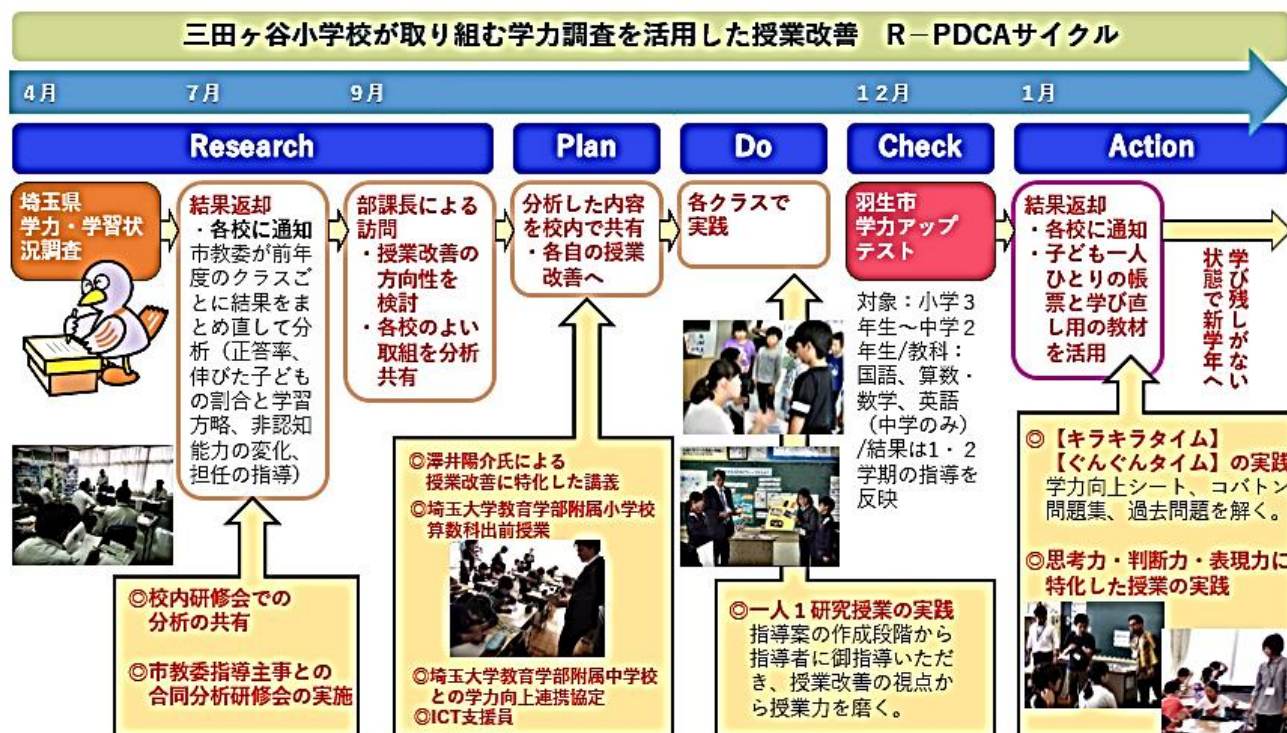 三田ヶ谷小学校が取り組む学力調査を活用した授業改善　R－PDCAサイクル
4月
7月
9月
12月
1月
Research
Plan
Do
Check
Action
埼玉県
学力・学習状
況調査
結果返却
・各校に通知
市教委が前年
度のクラスご
とに結果をま
とめ直して分
析（正答率、
伸びた子ども
の割合と学習
方略、非認知
能力の変化、
担任の指導）
部課長による
訪問
・授業改善の
方向性を
検討
・各校のよい
取組を分析
共有
分析した内容
を校内で共有
・各自の授業
改善へ
各クラスで
実践
羽生市
学力アップ
テスト
対象：小学３
年生～中学２
年生/教科：
国語、算数・
数学、英語
（中学のみ）
/結果は1・２
学期の指導を
反映
結果返却
・各校に通知
・子ども一人
ひとりの帳
票と学び直
し用の教材
を活用
学び残しがない
状態で新学年へ
◎校内研修会での
分析の共有
◎市教委指導主事との
合同分析研修会の実施
◎澤井陽介氏による
授業改善に特化した講義
◎埼玉大学教育学部附属小学校
算数科出前授業
◎埼玉大学教育学部附属中学校
との学力向上連携協定
◎ICT支援員
◎一人１研究授業の実践
指導案の作成段階から
指導者に御指導いただ
き、授業改善の視点か
ら授業力を磨く。
◎【キラキラタイム】
【ぐんぐんタイム】の実践
学力向上シート、コバトン
問題集、過去問題を解く。
◎思考力・判断力・表現力に
特化した授業の実践